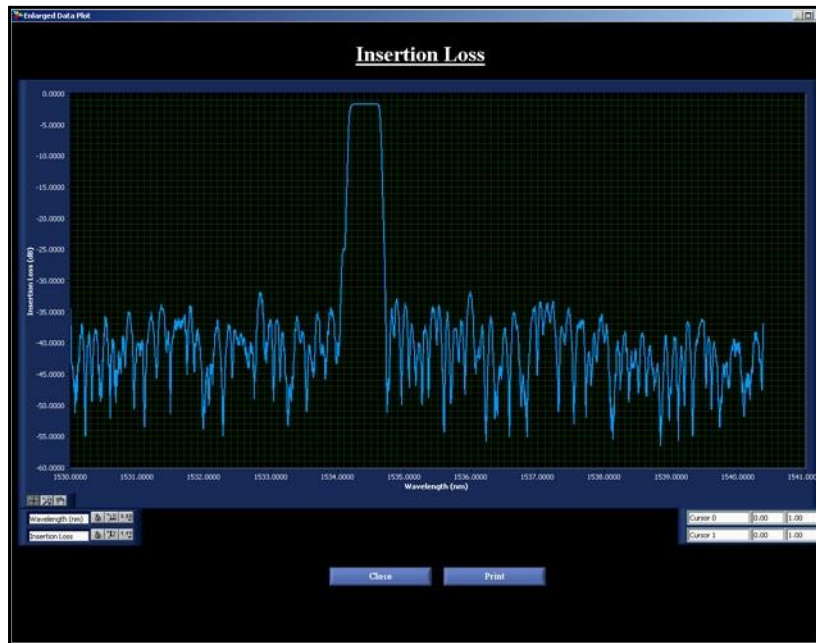 Enlarged Data Plot
Insertion Loss
0.0000
-5.0000
-10.0000
-15.0000
-20.0000
-25.0000
-30.0000
-35.0000
-40.0000
-45.0000
-50.0000
-55.0000
-60.0000
Insertion Loss (dB)
1530.0000 1531.0000 1532.0000 1533.0000 1534.0000 1535.0000 1536.0000 1537.0000 1538.0000 1539.0000 1540.0000 1541.0000
Wavelength (nm)
Wavelength (nm)
Insertion Loss
Cursor 0 0.00 1.00
Cursor 1 0.00 1.00
Close Print